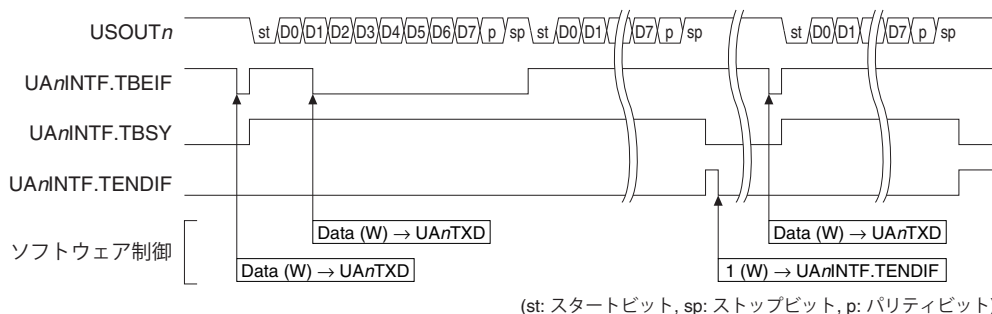 USOUTn st D0 D1 D2 D3 D4 D5 D6 D7 p sp st D0 D1 D7 p sp st D0 D1 D7 p sp
UAnINTF.TBEIF
UAnINTF.TBSY
UAnINTF.TENDIF
ソフトウェア制御
Data (W) → UAnTXD Data (W) → UAnTXD
Data (W) → UAnTXD 1 (W) → UAnINTF.TENDIF
(st: スタートビット, sp: ストップビット, p: パリティビット)